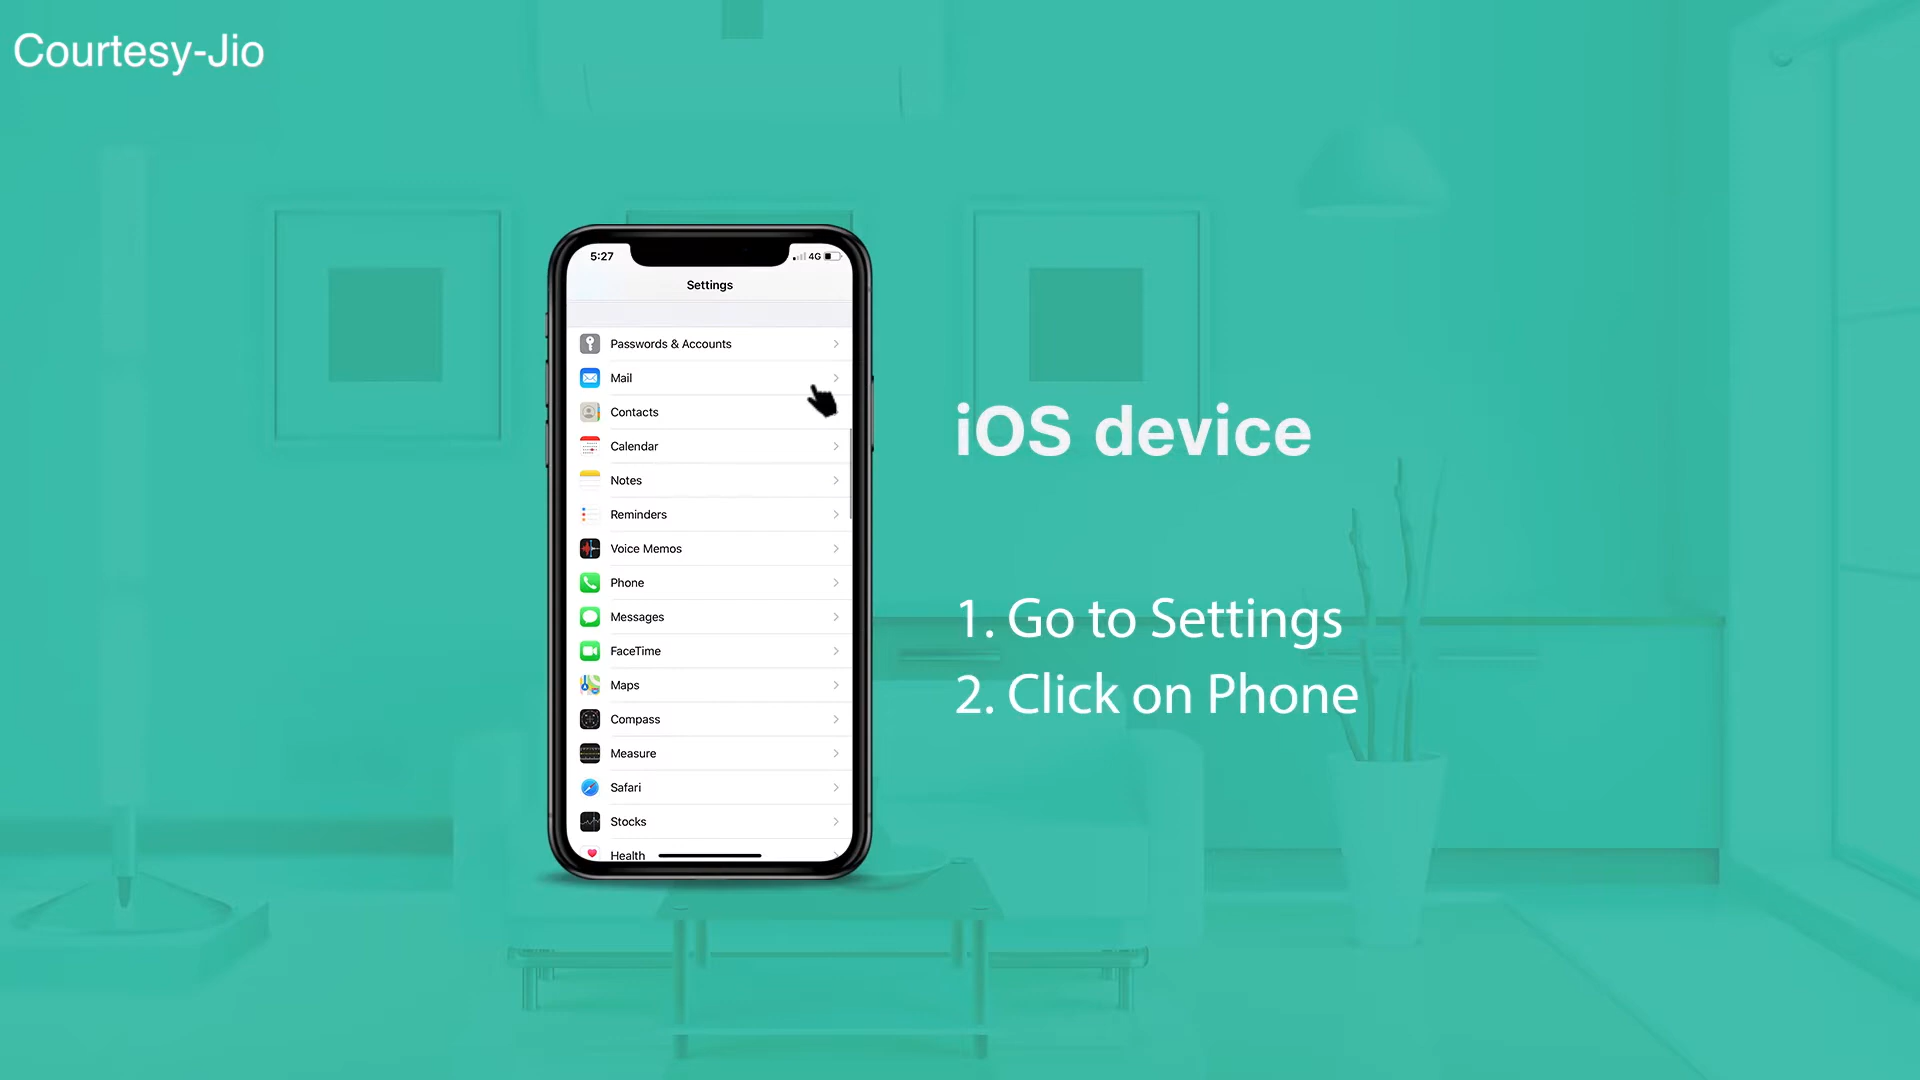 Courtesy-Jio
5:27
4G
Settings
Passwords & Accounts
Mail
Contacts
Calendar
Notes
Reminders
Voice Memos
Phone
Messages
FaceTime
Maps
Compass
Measure
Safari
Stocks
Health
iOS device
1. Go to Settings
2. Click on Phone